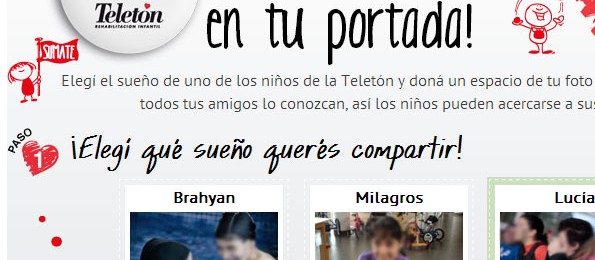 Teletón
REHABILITACIÓN INFANTIL
en tu portada!
SUMATE
Elegí el sueño de uno de los niños de la Teletón y doná un espacio de tu foto
todos tus amigos lo conozcan, así los niños pueden acercarse a sus
PASO
1
¡Elegí qué sueño querés compartir!
Brahyan
Milagros
Lucía